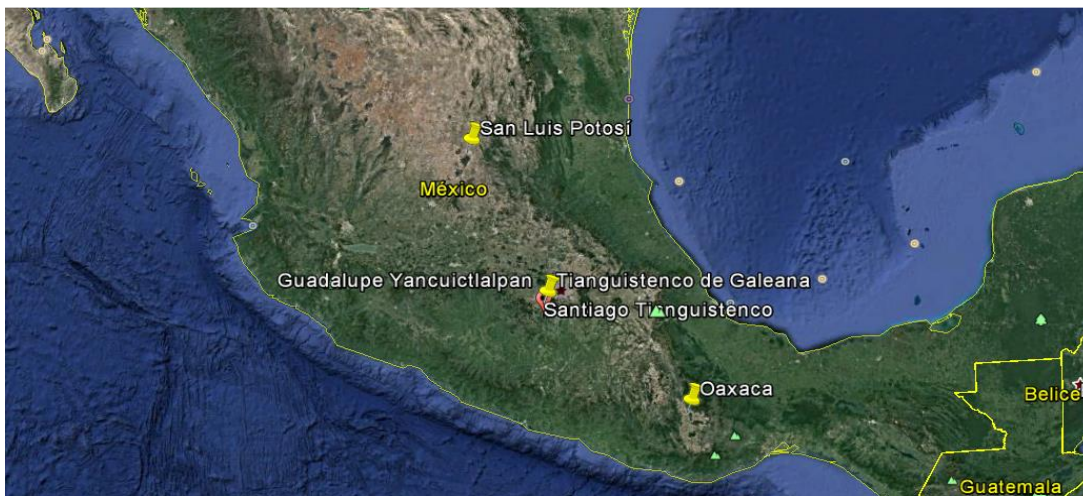 San Luis Potosí
México
Guadalupe Yancuictlalpan
Tianguistenco de Galeana
Santiago Tianguistenco
Oaxaca
Belice
Guatemala